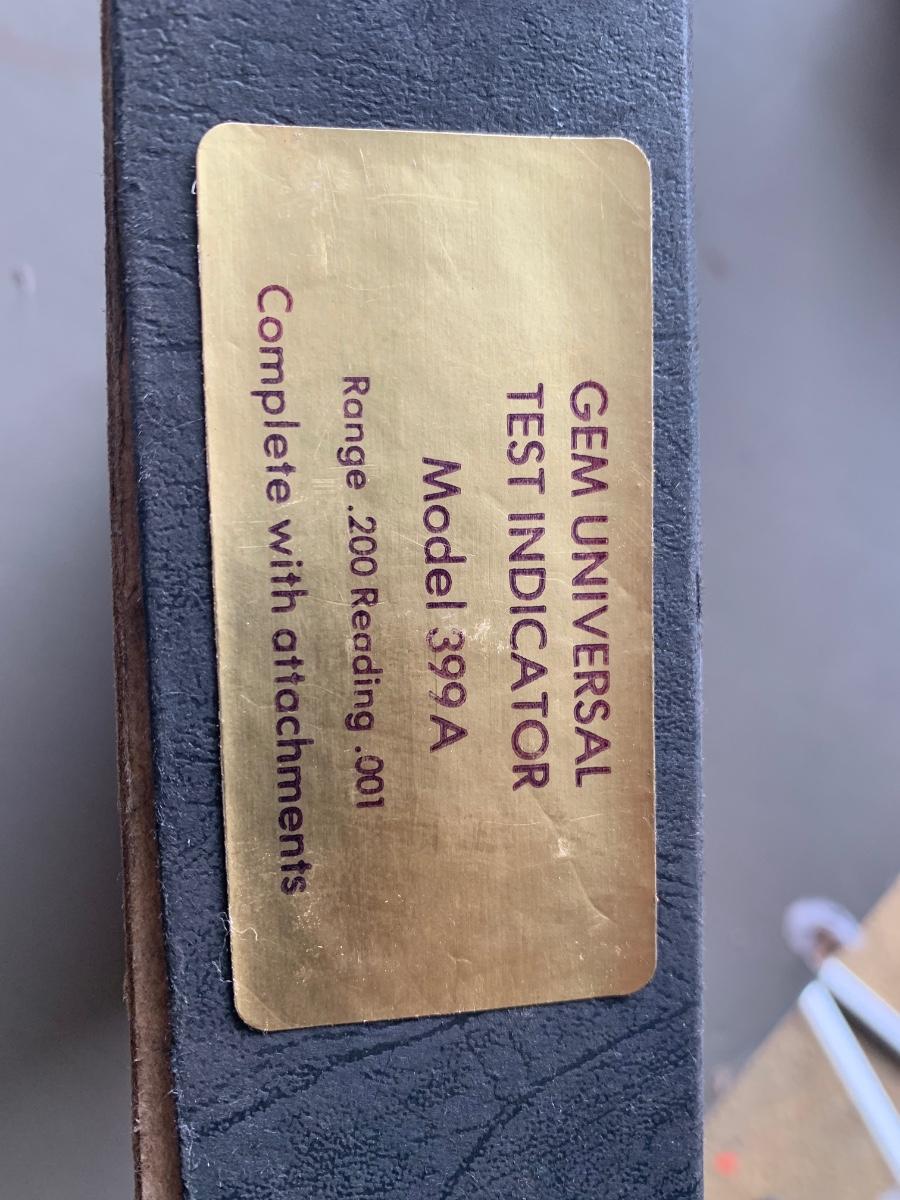 GEM UNIVERSAL
TEST INDICATOR
Model 399A
Range .200 Reading .001
Complete with attachments